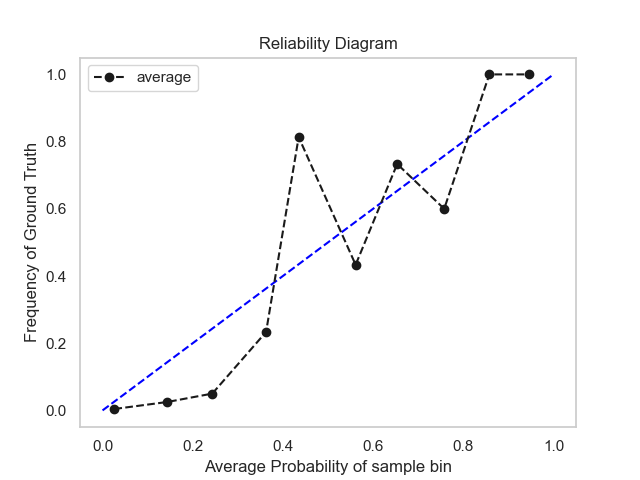 Reliability Diagram
average
1.0
0.8
0.6
0.4
0.2
0.0
Frequency of Ground Truth
0.0 0.2 0.4 0.6 0.8 1.0
Average Probability of sample bin